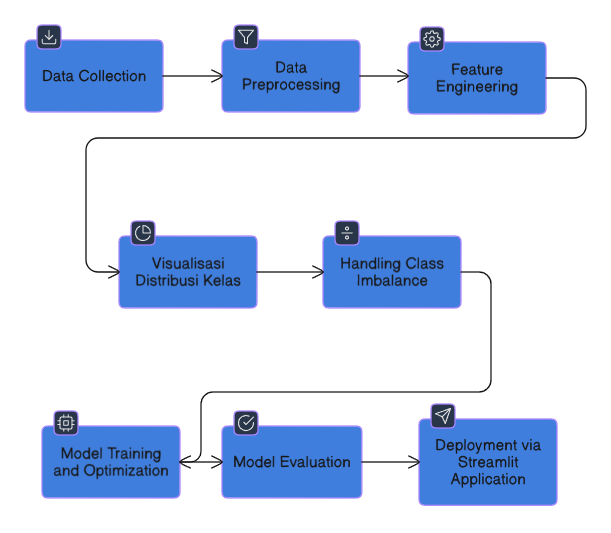 Data Collection
Data
Preprocessing
Feature
Engineering
Visualisasi
Distribusi Kelas
Handling Class
Imbalance
Model Training
and Optimization
Model Evaluation
Deployment via
Streamlit
Application